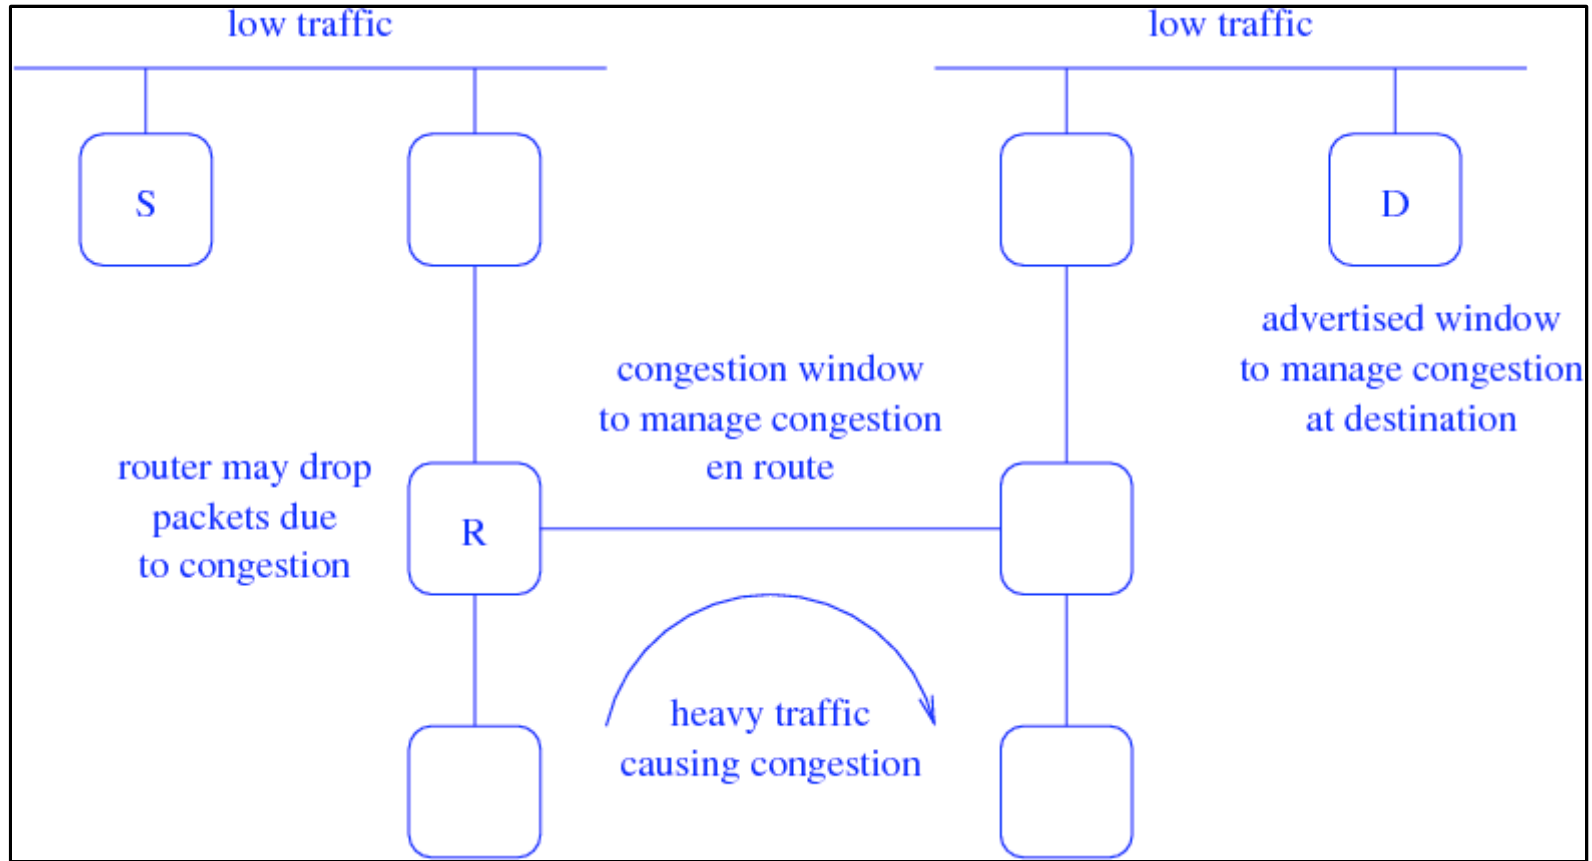 low traffic
low traffic
S
D
advertised window
to manage congestion
at destination
congestion window
to manage congestion
en route
router may drop
packets due
to congestion
R
heavy traffic
causing congestion